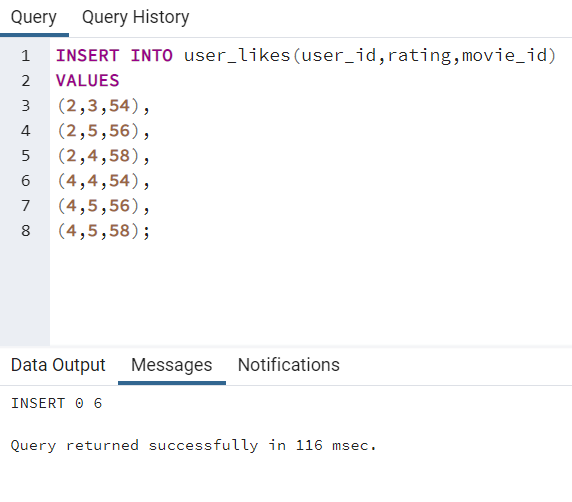 Query Query History
1 INSERT INTO user_likes(user_id,rating,movie_id)
2 VALUES
3 (2,3,54),
4 (2,5,56),
5 (2,4,58),
6 (4,4,54),
7 (4,5,56),
8 (4,5,58);
Data Output Messages Notifications
INSERT 0 6
Query returned successfully in 116 msec.